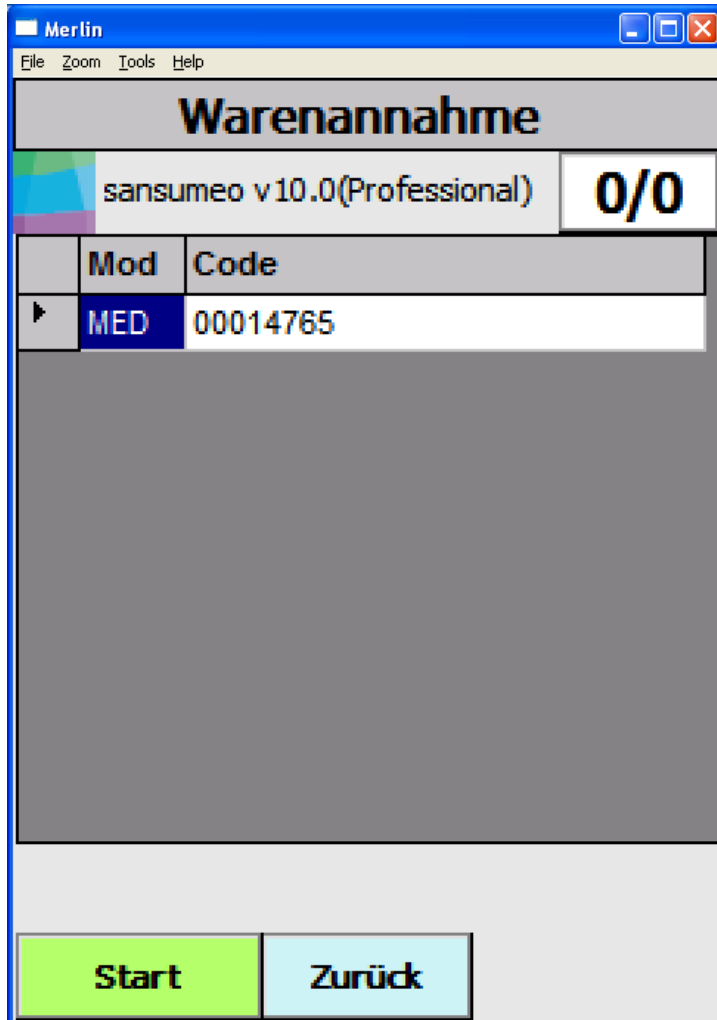 Merlin
File Zoom Tools Help
Warenannahme
sansumeo v10.0(Professional) 0/0
Mod Code
MED 00014765
Start Zurück